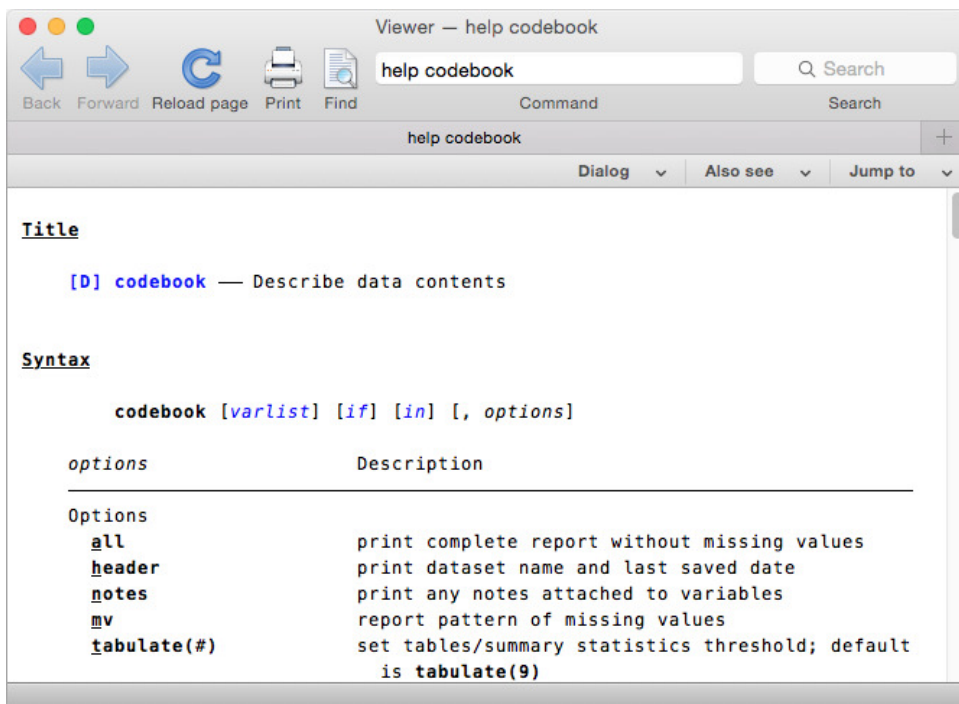 Viewer — help codebook
help codebook Search
Back Forward Reload page Print Find Command Search
help codebook +
Dialog Also see Jump to
Title
[D] codebook — Describe data contents
Syntax
codebook [varlist] [if] [in] [, options]
options Description
Options
all print complete report without missing values
header print dataset name and last saved date
notes print any notes attached to variables
mv report pattern of missing values
tabulate(#) set tables/summary statistics threshold; default
is tabulate(9)